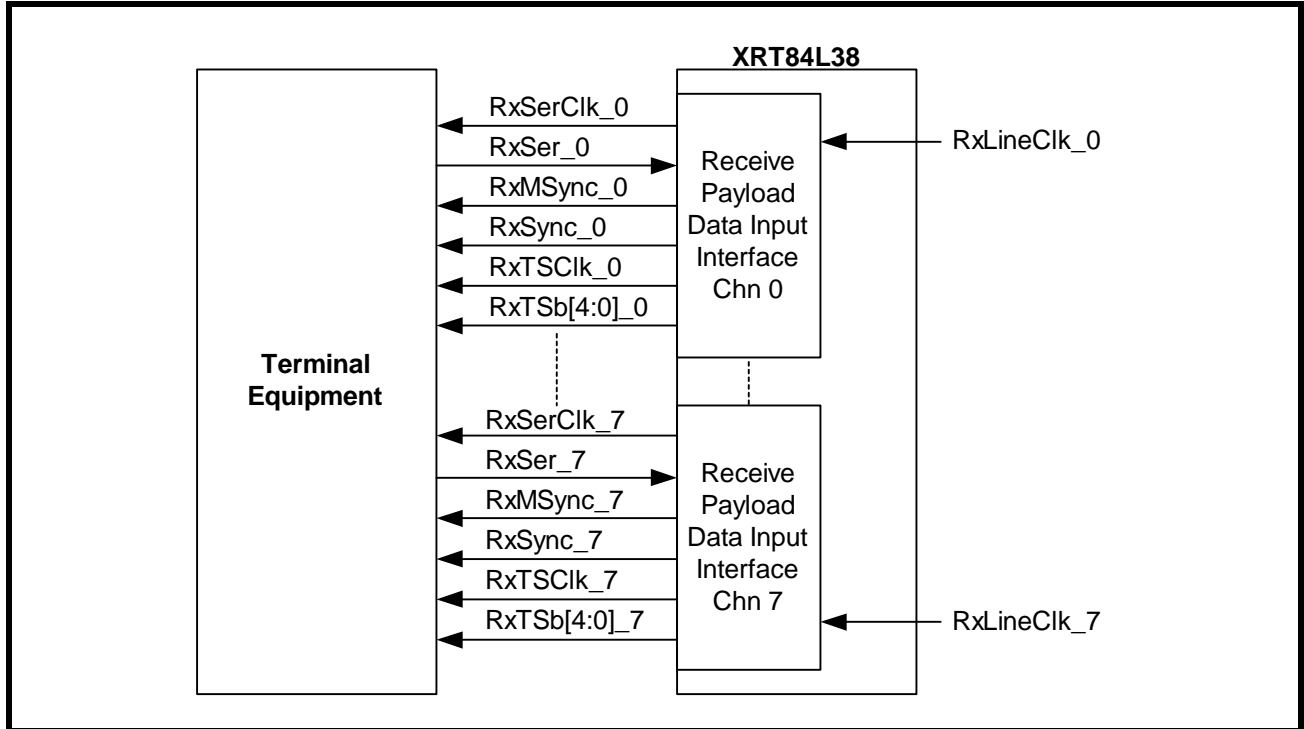 XRT84L38
RxSerClk_0
RxSer_0
RxMSync_0
RxSync_0
RxTSClk_0
RxTSb[4:0]_0
Receive
Payload
Data Input
Interface
Chn 0
RxLineClk_0
Terminal
Equipment
RxSerClk_7
RxSer_7
RxMSync_7
RxSync_7
RxTSClk_7
RxTSb[4:0]_7
Receive
Payload
Data Input
Interface
Chn 7
RxLineClk_7